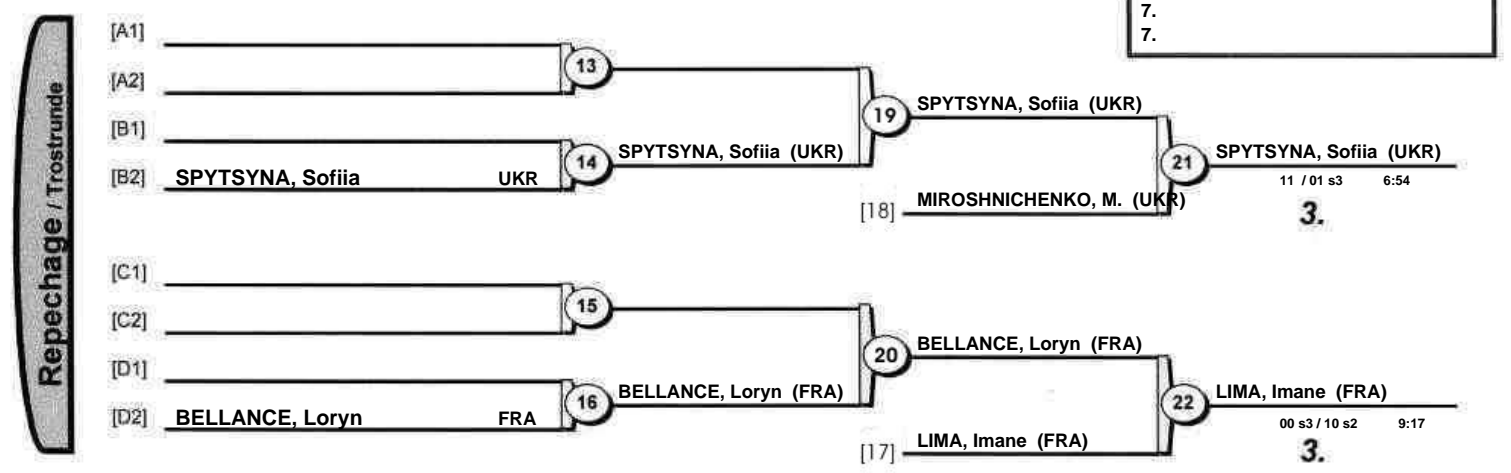 7.
7.
Repechage / Trostrunde
[A1]
[A2]
13
[B1]
[B2] SPYTSYNA, Sofiia UKR
14 SPYTSYNA, Sofiia (UKR)
19 SPYTSYNA, Sofiia (UKR)
[18] MIROSHNICHENKO, M. (UKR)
21 SPYTSYNA, Sofiia (UKR)
11 / 01 s3 6:54
3.
[C1]
[C2]
15
[D1]
[D2] BELLANCE, Loryn FRA
16 BELLANCE, Loryn (FRA)
20 BELLANCE, Loryn (FRA)
[17] LIMA, Imane (FRA)
22 LIMA, Imane (FRA)
00 s3 / 10 s2 9:17
3.